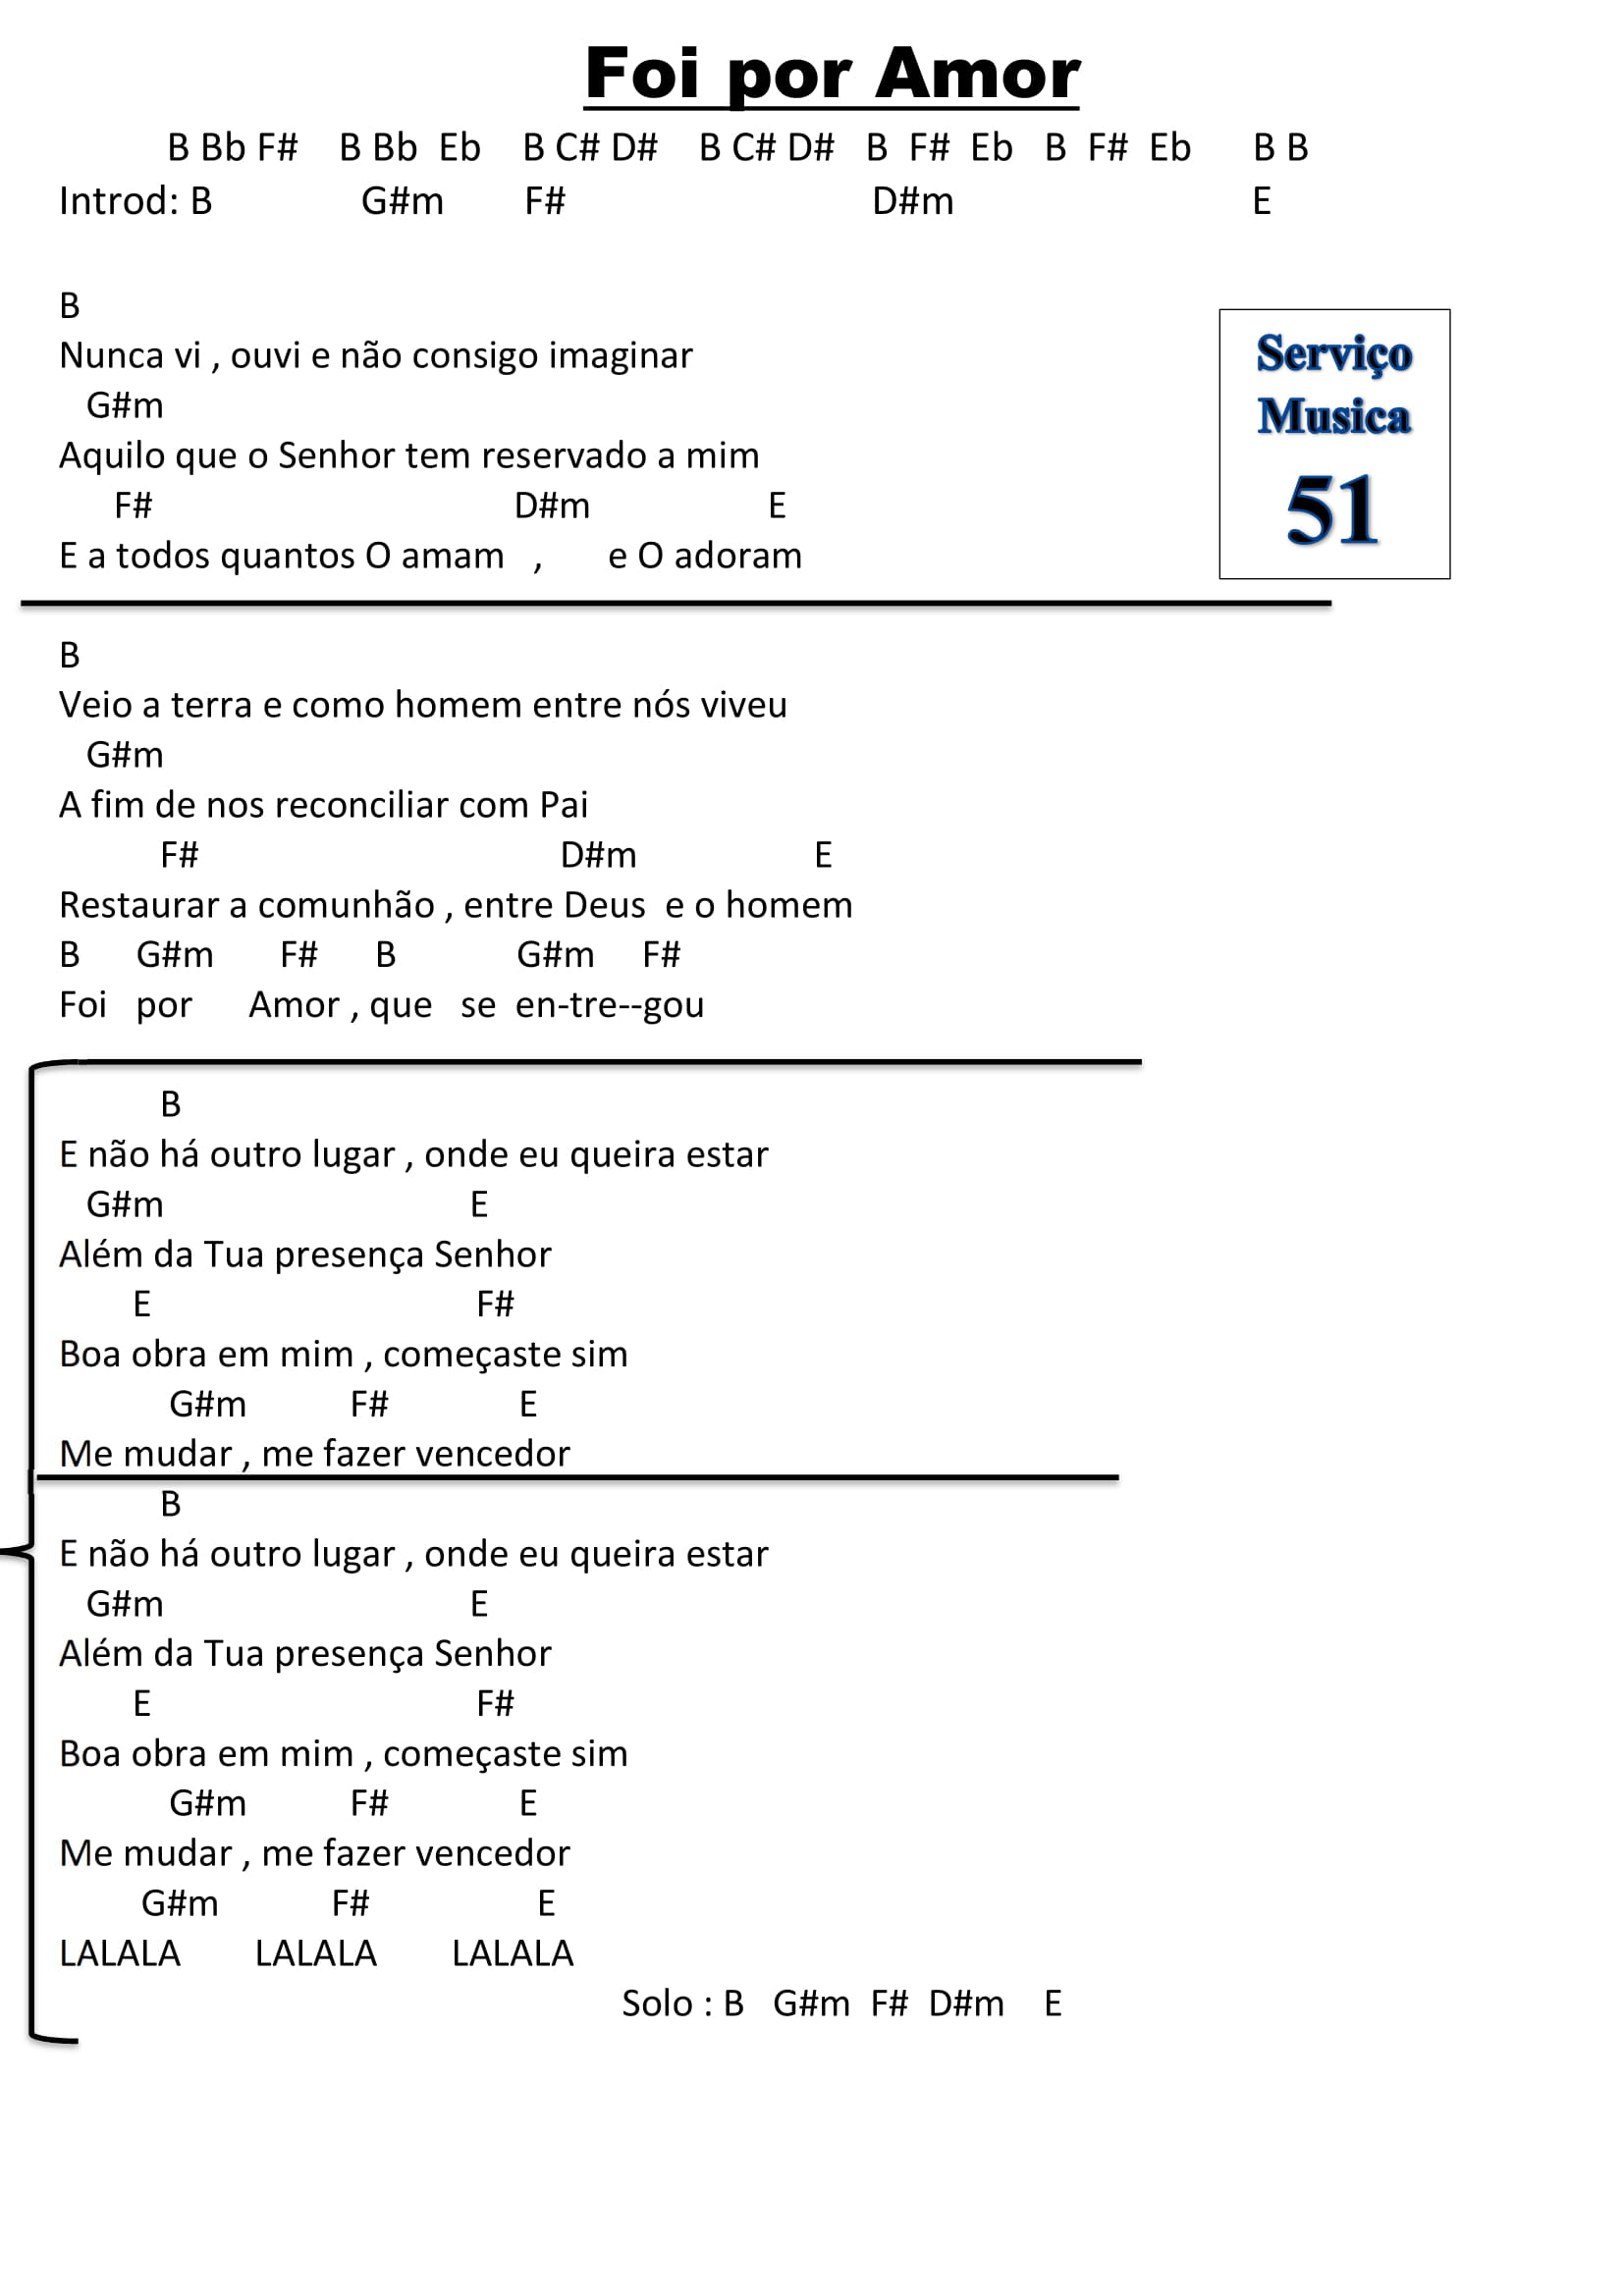 Foi por Amor
B Bb F# B Bb Eb B C# D# B C# D# B F# Eb B F# Eb B B
Introd: B G#m F# D#m E
B
Nunca vi , ouvi e não consigo imaginar
G#m
Aquilo que o Senhor tem reservado a mim
F# D#m E
E a todos quantos O amam , e O adoram
Serviço
Musica
51
B
Veio a terra e como homem entre nós viveu
G#m
A fim de nos reconciliar com Pai
F# D#m E
Restaurar a comunhão , entre Deus e o homem
B G#m F# B G#m F#
Foi por Amor , que se en-tre--gou
B
E não há outro lugar , onde eu queira estar
G#m E
Além da Tua presença Senhor
E F#
Boa obra em mim , começaste sim
G#m F# E
Me mudar , me fazer vencedor
B
E não há outro lugar , onde eu queira estar
G#m E
Além da Tua presença Senhor
E F#
Boa obra em mim , começaste sim
G#m F# E
Me mudar , me fazer vencedor
G#m F# E
LALALA LALALA LALALA
Solo : B G#m F# D#m E